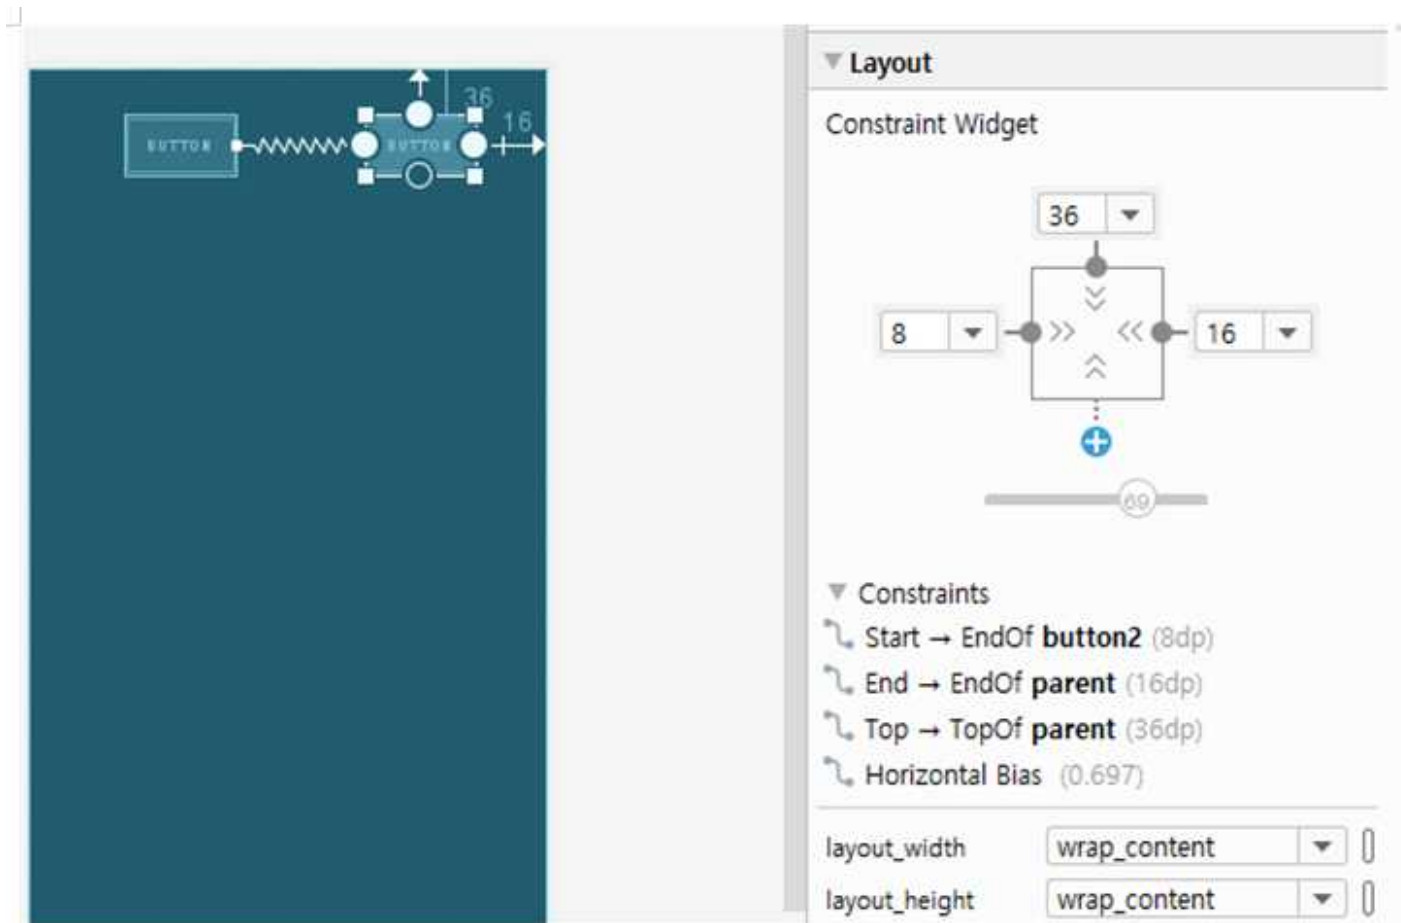 Layout
36
16
Constraint Widget
BUTTON
BUTTON
36
8
16
69
Constraints
Start → EndOf button2 (8dp)
End → EndOf parent (16dp)
Top → TopOf parent (36dp)
Horizontal Bias (0.697)
layout_width wrap_content
layout_height wrap_content